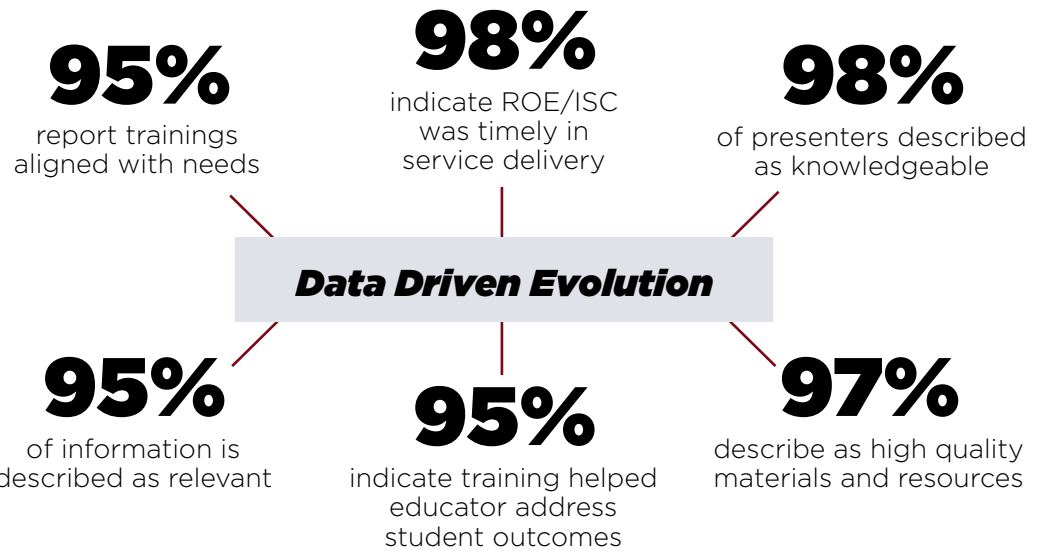 95%
report trainings
aligned with needs
98%
indicate ROE/ISC
was timely in
service delivery
98%
of presenters described
as knowledgeable
Data Driven Evolution
95%
of information is
described as relevant
95%
indicate training helped
educator address
student outcomes
97%
describe as high quality
materials and resources